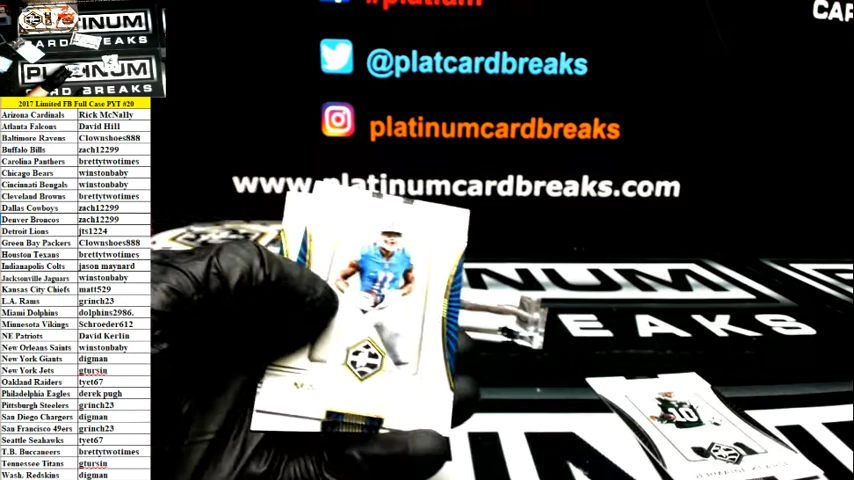 #platinum
@platcardbreaks
platinumcardbreaks
www.platinumcardbreaks.com
CAR
PLATINUM
CARD BREAKS
2017 Limited FB Full Case PYT #20
Arizona Cardinals Rick McNally
Atlanta Falcons David Hill
Baltimore Ravens Clownshoes888
Buffalo Bills zach12299
Carolina Panthers brettytwotimes
Chicago Bears winstonbaby
Cincinnati Bengals winstonbaby
Cleveland Browns brettytwotimes
Dallas Cowboys zach12299
Denver Broncos zach12299
Detroit Lions jts1224
Green Bay Packers Clownshoes888
Houston Texans brettytwotimes
Indianapolis Colts jason maynard
Jacksonville Jaguars winstonbaby
Kansas City Chiefs matt529
L.A. Rams grinch23
Miami Dolphins dolphins2986.
Minnesota Vikings Schroeder612
NE Patriots David Kerlin
New Orleans Saints winstonbaby
New York Giants digman
New York Jets gtursin
Oakland Raiders tyet67
Philadelphia Eagles derek pugh
Pittsburgh Steelers grinch23
San Diego Chargers digman
San Francisco 49ers grinch23
Seattle Seahawks tyet67
T.B. Buccaneers brettytwotimes
Tennessee Titans gtursin
Wash. Redskins digman
INUM
EAKS
11
10